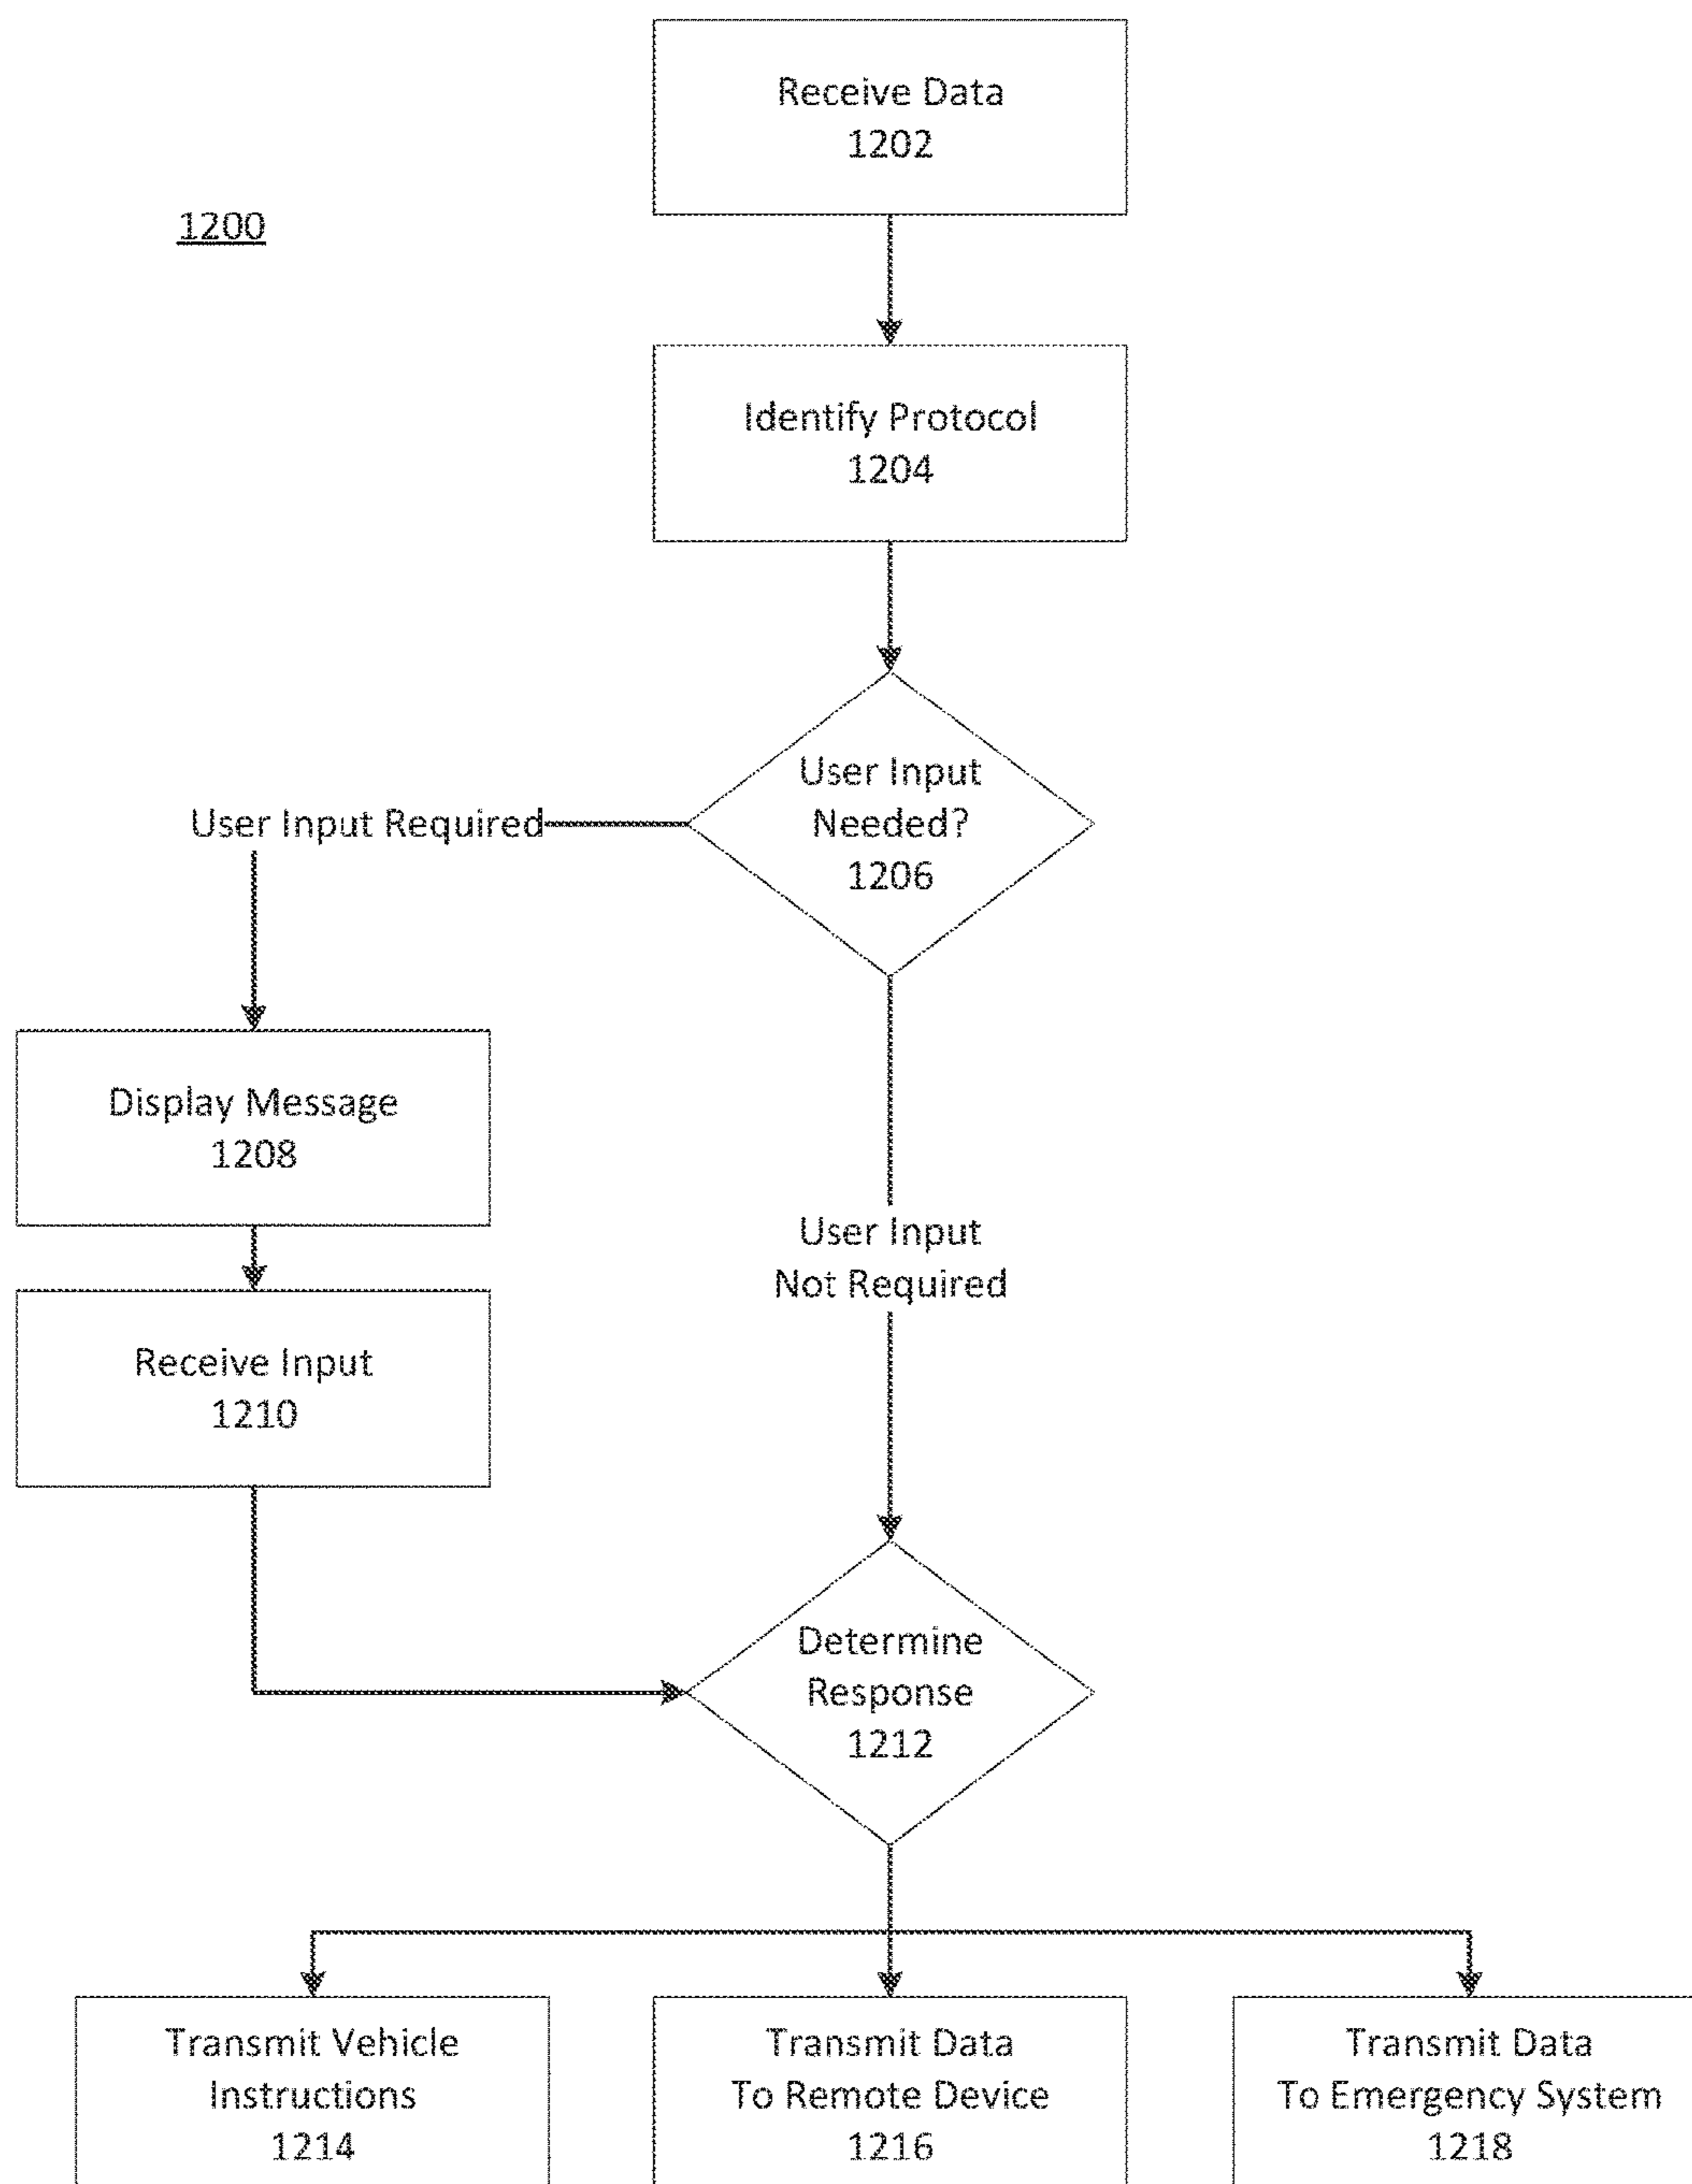 Receive Data
1202
1200
Identify Protocol
1204
User Input
Needed?
1206
User Input Required
Display Message
1208
User Input
Not Required
Receive Input
1210
Determine
Response
1212
Transmit Vehicle
Instructions
1214
Transmit Data
To Remote Device
1216
Transmit Data
To Emergency System
1218